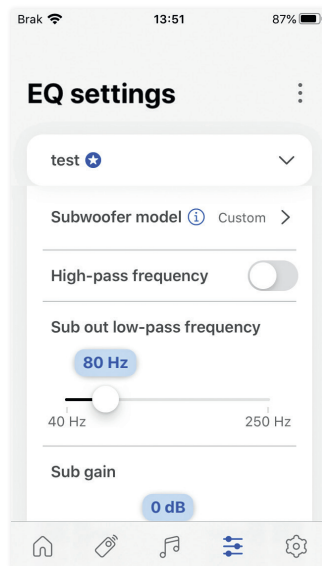 Brak 13:51 87%
EQ settings
test
Subwoofer model Custom
High-pass frequency
Sub out low-pass frequency
80 Hz
40 Hz 250 Hz
Sub gain
0 dB